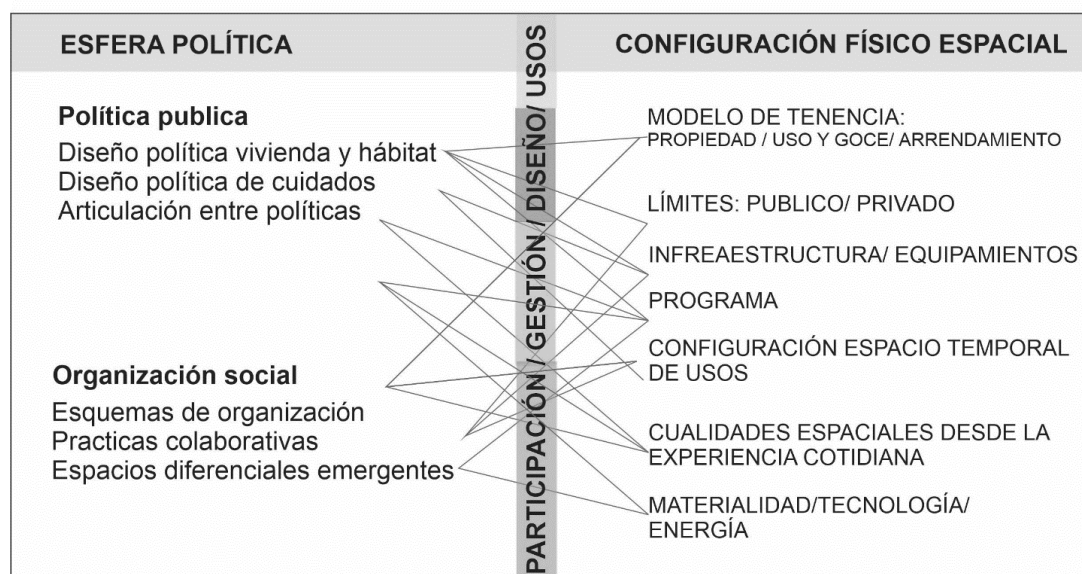 ESFERA POLÍTICA
Política publica
Diseño política vivienda y hábitat
Diseño política de cuidados
Articulación entre políticas
Organización social
Esquemas de organización
Practicas colaborativas
Espacios diferenciales emergentes
PARTICIPACIÓN / GESTIÓN / DISEÑO/ USOS
CONFIGURACIÓN FÍSICO ESPACIAL
MODELO DE TENENCIA:
PROPIEDAD / USO Y GOCE/ ARRENDAMIENTO
LÍMITES: PUBLICO/ PRIVADO
INFREAESTRUCTURA/ EQUIPAMIENTOS
PROGRAMA
CONFIGURACIÓN ESPACIO TEMPORAL
DE USOS
CUALIDADES ESPACIALES DESDE LA
EXPERIENCIA COTIDIANA
MATERIALIDAD/TECNOLOGÍA/
ENERGÍA